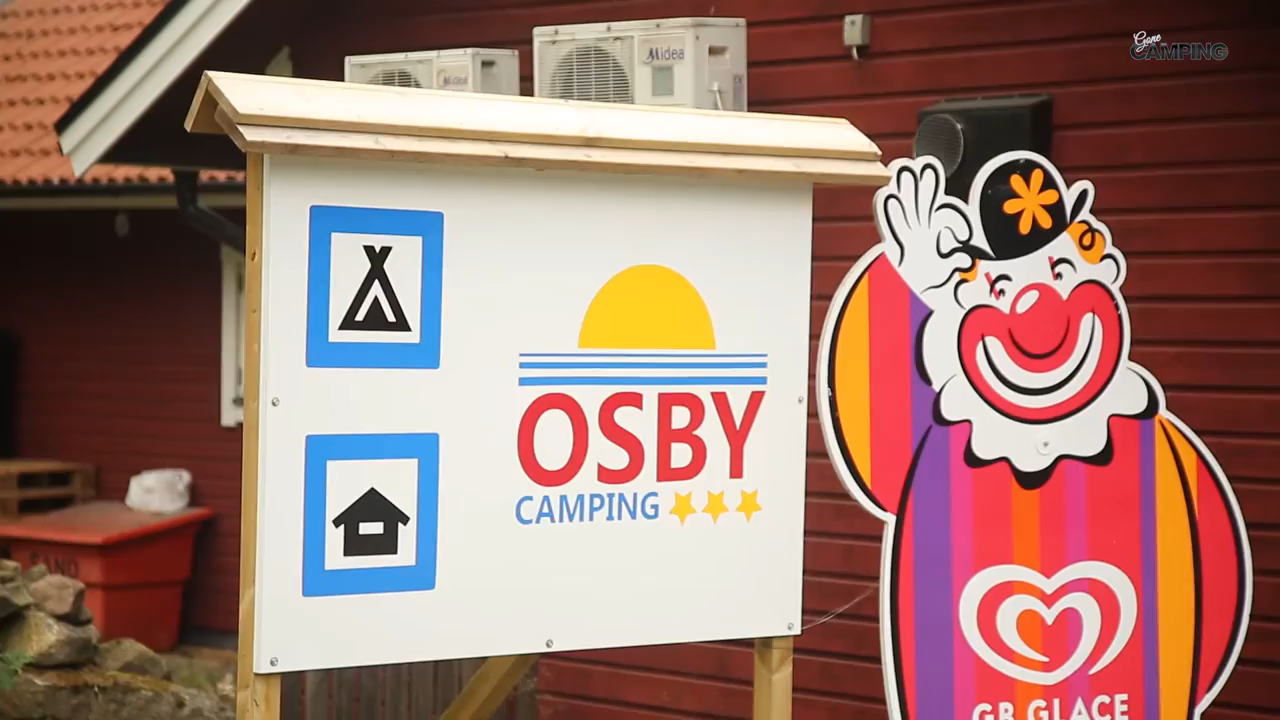 Gone
CAMPING
Midea
Midea
OSBY
CAMPING
SAND
GB GLACE